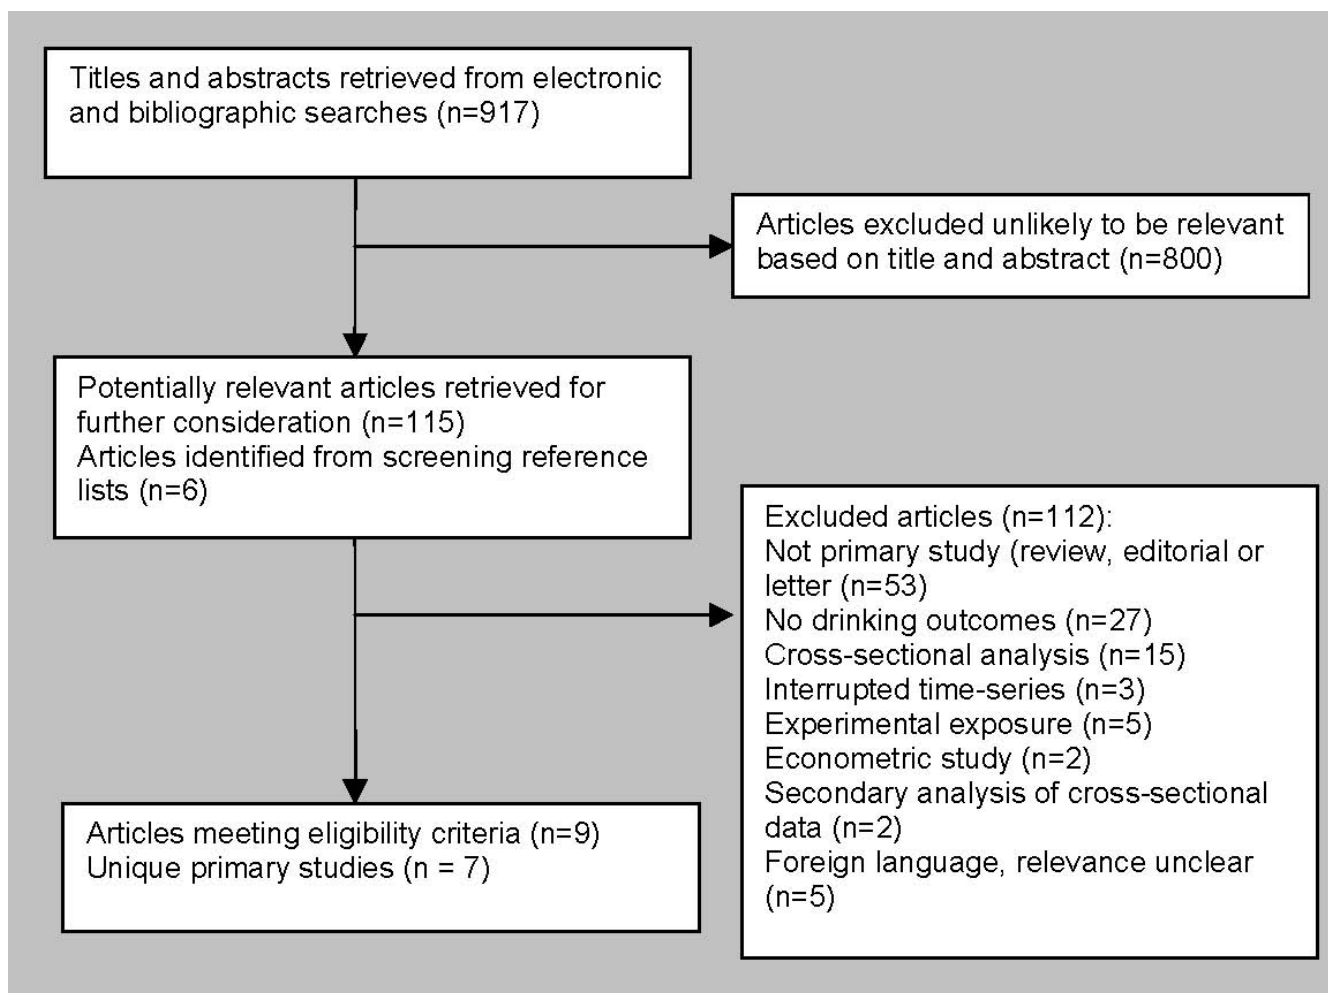 Titles and abstracts retrieved from electronic
and bibliographic searches (n=917)
Articles excluded unlikely to be relevant
based on title and abstract (n=800)
Potentially relevant articles retrieved for
further consideration (n=115)
Articles identified from screening reference
lists (n=6)
Excluded articles (n=112):
Not primary study (review, editorial or
letter (n=53)
No drinking outcomes (n=27)
Cross-sectional analysis (n=15)
Interrupted time-series (n=3)
Experimental exposure (n=5)
Econometric study (n=2)
Secondary analysis of cross-sectional
data (n=2)
Foreign language, relevance unclear
(n=5)
Articles meeting eligibility criteria (n=9)
Unique primary studies (n = 7)